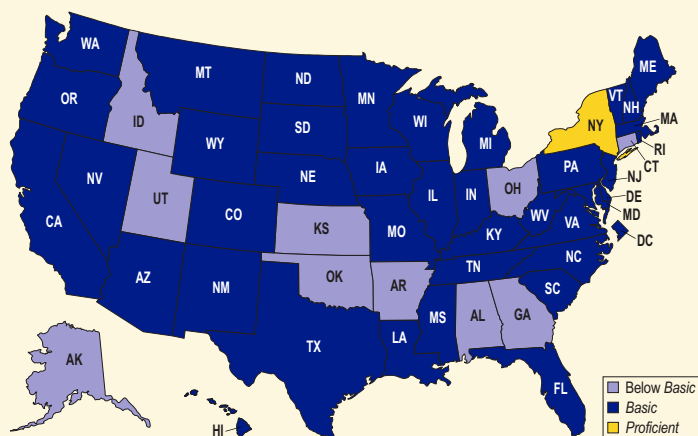 WA
OR
CA
ID
NV
UT
AZ
MT
WY
CO
NM
ND
SD
NE
KS
OK
TX
MN
IA
MO
AR
LA
WI
IL
MS
MI
IN
KY
TN
AL
OH
WV
GA
FL
PA
VA
NC
SC
NY
VT
NH
ME
MA
RI
CT
NJ
DE
MD
DC
AK
HI
Below Basic
Basic
Proficient